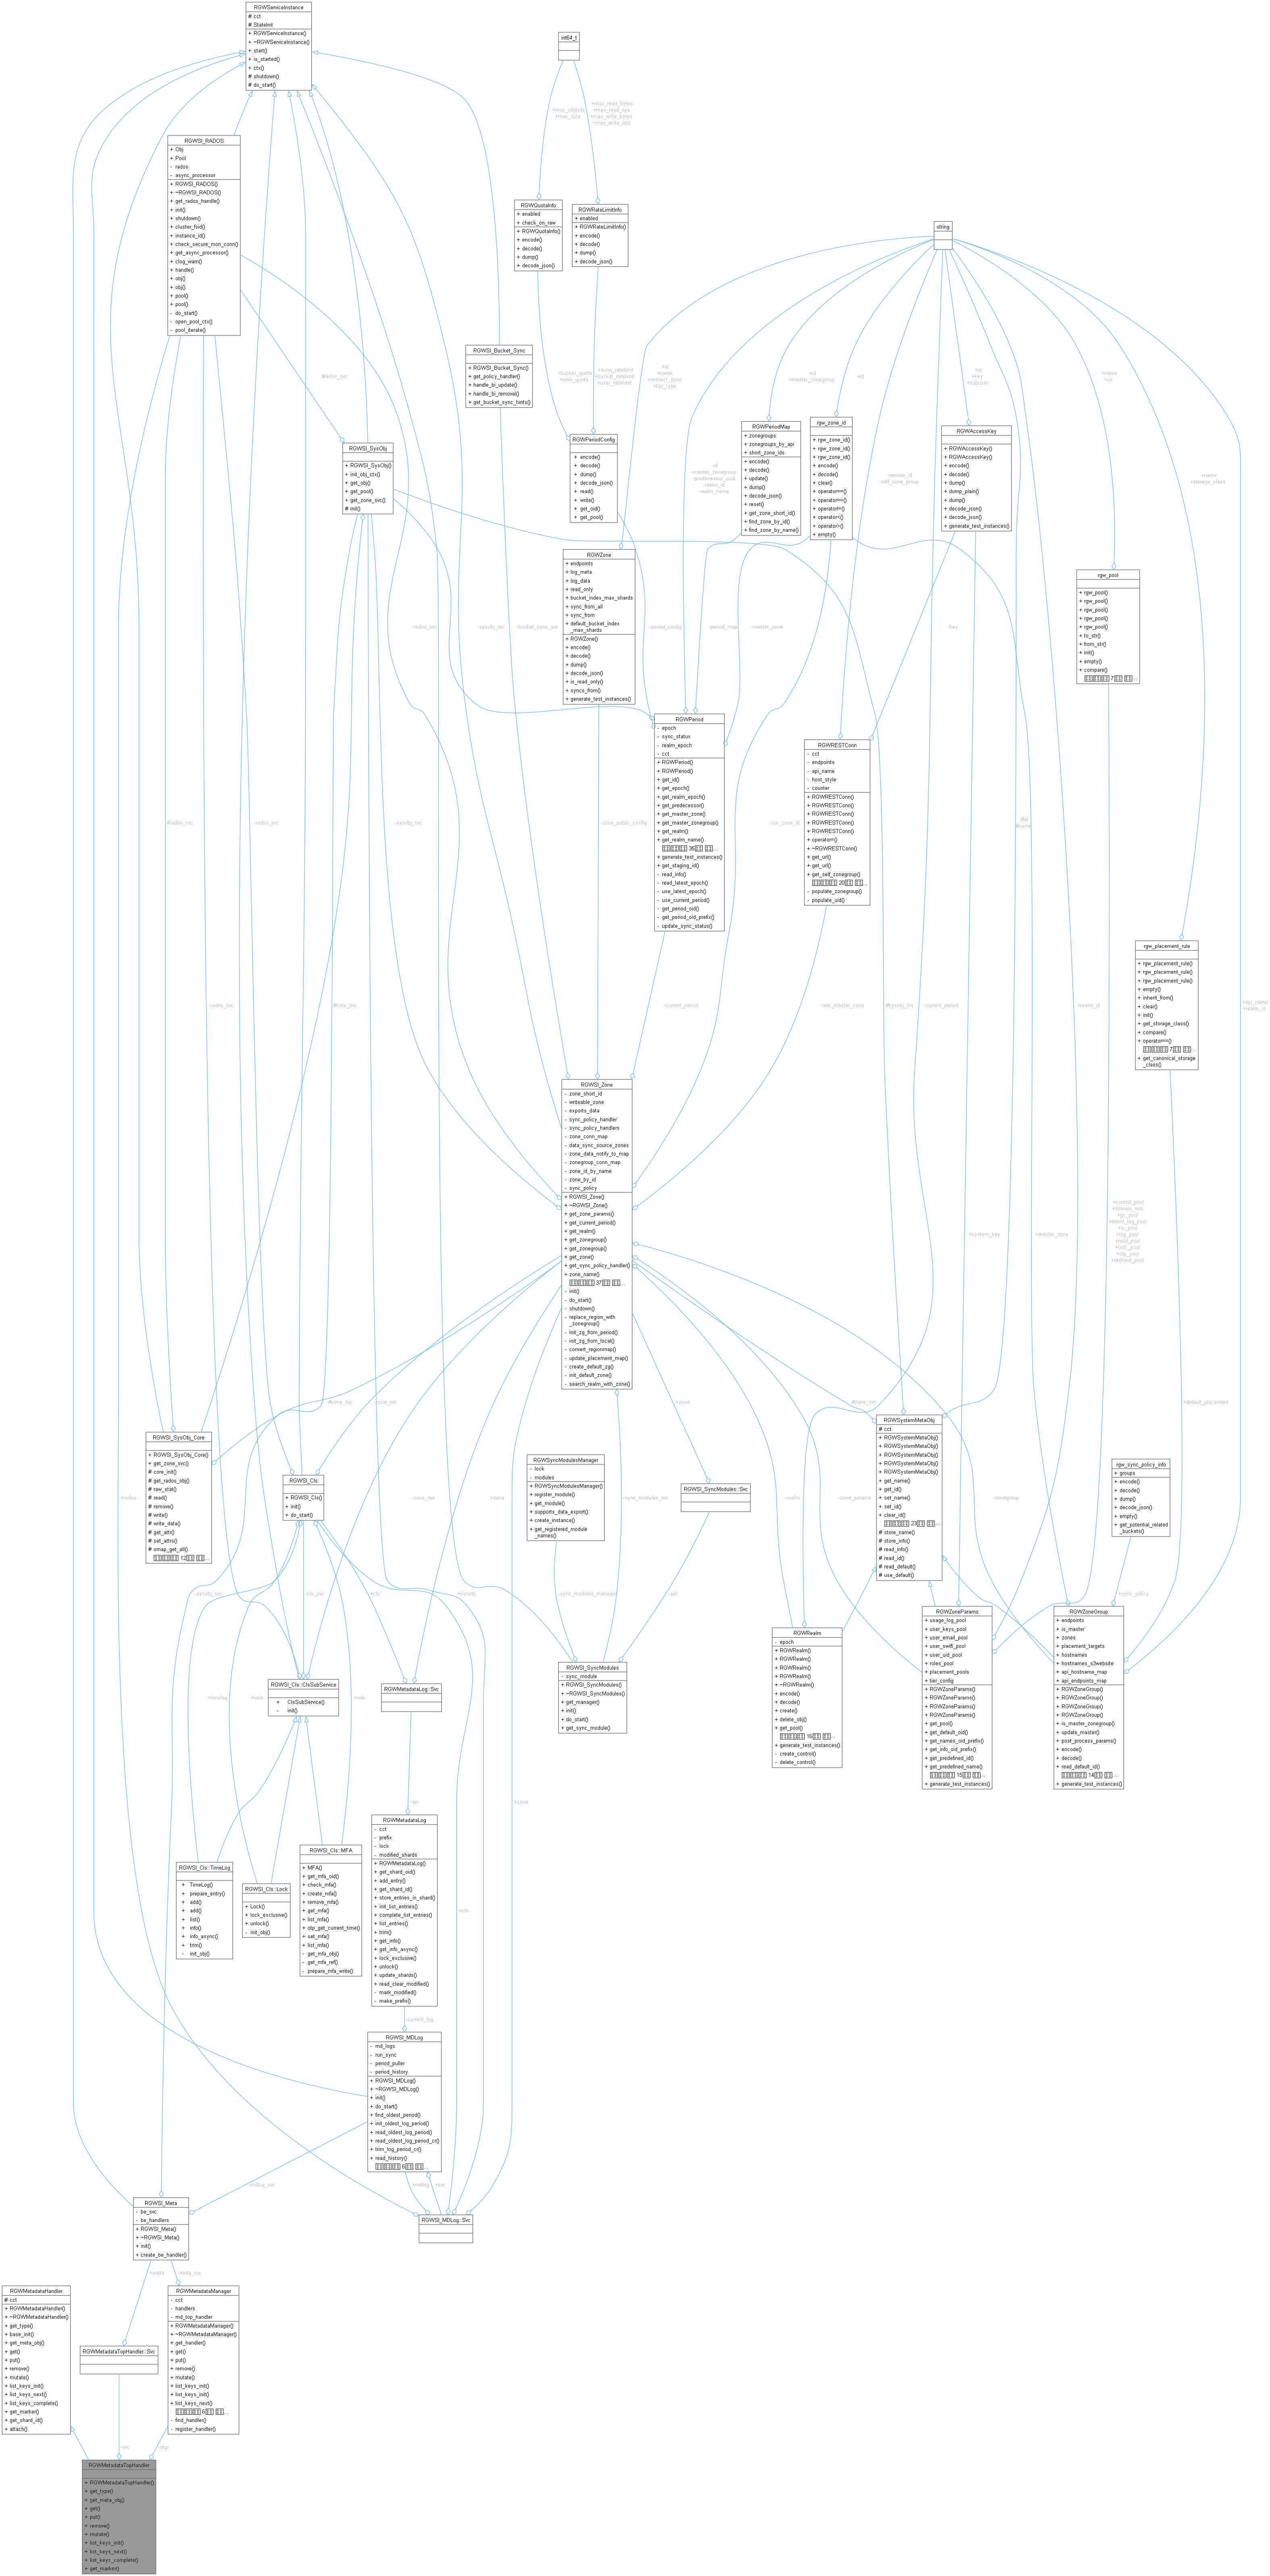 RGWServiceInstance
# cct
# StateInit
+ RGWServiceInstance()
+ ~RGWServiceInstance()
+ start()
+ is_started()
+ ctx()
# shutdown()
# do_start()
int64_t
+max_objects
+max_size
+max_read_bytes
+max_read_ops
+max_write_bytes
+max_write_ops
RGWSI_RADOS
+ Obj
+ Pool
- rados
- async_processor
+ RGWSI_RADOS()
+ ~RGWSI_RADOS()
+ get_rados_handle()
+ init()
+ shutdown()
+ cluster_fsid()
+ instance_id()
+ check_secure_mon_conn()
+ get_async_processor()
+ clog_warn()
+ handle()
+ obj()
+ obj()
+ pool()
+ pool()
- do_start()
- open_pool_ctx()
- pool_iterate()
RGWQuotaInfo
+ enabled
+ check_on_raw
+ RGWQuotaInfo()
+ encode()
+ decode()
+ dump()
+ decode_json()
RGWRateLimitInfo
+ enabled
+ RGWRateLimitInfo()
+ encode()
+ decode()
+ dump()
+ decode_json()
string
RGWSI_Bucket_Sync
+ RGWSI_Bucket_Sync()
+ get_policy_handler()
+ handle_bi_update()
+ handle_bi_removal()
+ get_bucket_sync_hints()
RGWSI_SysObj
+ RGWSI_SysObj()
+ init_obj_ctx()
+ get_obj()
+ get_pool()
+ get_zone_svc()
# init()
RGWPeriodConfig
+ encode()
+ decode()
+ dump()
+ decode_json()
+ read()
+ write()
+ get_oid()
+ get_pool()
RGWPeriodMap
+ zonegroups
+ zonegroups_by_api
+ short_zone_ids
+ encode()
+ decode()
+ update()
+ dump()
+ decode_json()
+ reset()
+ get_zone_short_id()
+ find_zone_by_id()
+ find_zone_by_name()
rgw_zone_id
+ rgw_zone_id()
+ rgw_zone_id()
+ rgw_zone_id()
+ encode()
+ decode()
+ clear()
+ operator==()
+ operator==()
+ operator!=()
+ operator<()
+ operator>()
+ empty()
RGWAccessKey
+ RGWAccessKey()
+ RGWAccessKey()
+ encode()
+ decode()
+ dump()
+ dump_plain()
+ dump()
+ decode_json()
+ decode_json()
+ generate_test_instances()
RGWZone
+ endpoints
+ log_meta
+ log_data
+ read_only
+ bucket_index_max_shards
+ sync_from_all
+ sync_from
+ default_bucket_index
_max_shards
+ RGWZone()
+ encode()
+ decode()
+ dump()
+ decode_json()
+ is_read_only()
+ syncs_from()
+ generate_test_instances()
rgw_pool
+ rgw_pool()
+ rgw_pool()
+ rgw_pool()
+ rgw_pool()
+ rgw_pool()
+ to_str()
+ from_str()
+ init()
+ empty()
+ compare()
RGWPeriod
- epoch
- sync_status
- realm_epoch
- cct
+ RGWPeriod()
+ RGWPeriod()
+ get_id()
+ get_epoch()
+ get_realm_epoch()
+ get_predecessor()
+ get_master_zone()
+ get_master_zonegroup()
+ get_realm()
+ get_realm_name()
+ generate_test_instances()
+ get_staging_id()
- read_info()
- read_latest_epoch()
- use_latest_epoch()
- use_current_period()
- get_period_oid()
- get_period_oid_prefix()
- update_sync_status()
RGWRESTConn
- cct
- endpoints
- api_name
- host_style
- counter
+ RGWRESTConn()
+ RGWRESTConn()
+ RGWRESTConn()
+ RGWRESTConn()
+ RGWRESTConn()
+ operator=()
+ ~RGWRESTConn()
+ get_url()
+ get_url()
+ get_self_zonegroup()
- populate_zonegroup()
- populate_uid()
rgw_placement_rule
+ rgw_placement_rule()
+ rgw_placement_rule()
+ rgw_placement_rule()
+ empty()
+ inherit_from()
+ clear()
+ init()
+ get_storage_class()
+ compare()
+ operator==()
+ get_canonical_storage
_class()
RGWSI_Zone
- zone_short_id
- writeable_zone
- exports_data
- sync_policy_handler
- sync_policy_handlers
- zone_conn_map
- data_sync_source_zones
- zone_data_notify_to_map
- zonegroup_conn_map
- zone_id_by_name
- zone_by_id
- sync_policy
+ RGWSI_Zone()
+ ~RGWSI_Zone()
+ get_zone_params()
+ get_current_period()
+ get_realm()
+ get_zonegroup()
+ get_zonegroup()
+ get_zone()
+ get_sync_policy_handler()
+ zone_name()
- init()
- do_start()
- shutdown()
- replace_region_with
_zonegroup()
- init_zg_from_period()
- init_zg_from_local()
- convert_regionmap()
- update_placement_map()
- create_default_zg()
- init_default_zone()
- search_realm_with_zone()
RGWSI_SysObj_Core
+ RGWSI_SysObj_Core()
+ get_zone_svc()
# core_init()
# get_rados_obj()
# raw_stat()
# read()
# remove()
# write()
# write_data()
# get_attr()
# set_attrs()
# omap_get_all()
RGWSI_Cls
+ RGWSI_Cls()
+ init()
+ do_start()
RGWSyncModulesManager
- lock
- modules
+ RGWSyncModulesManager()
+ register_module()
+ get_module()
+ supports_data_export()
+ create_instance()
+ get_registered_module
_names()
RGWSI_SyncModules::Svc
RGWSystemMetaObj
# cct
+ RGWSystemMetaObj()
+ RGWSystemMetaObj()
+ RGWSystemMetaObj()
+ RGWSystemMetaObj()
+ RGWSystemMetaObj()
+ get_name()
+ get_id()
+ set_name()
+ set_id()
+ clear_id()
# store_name()
# store_info()
# read_info()
# read_id()
# read_default()
# use_default()
rgw_sync_policy_info
+ groups
+ encode()
+ decode()
+ dump()
+ decode_json()
+ empty()
+ get_potential_related
_buckets()
RGWSI_Cls::ClsSubService
+ ClsSubService()
- init()
RGWMetadataLog::Svc
RGWSI_SyncModules
- sync_module
+ RGWSI_SyncModules()
+ ~RGWSI_SyncModules()
+ get_manager()
+ init()
+ do_start()
+ get_sync_module()
RGWRealm
- epoch
+ RGWRealm()
+ RGWRealm()
+ RGWRealm()
+ RGWRealm()
+ ~RGWRealm()
+ encode()
+ decode()
+ create()
+ delete_obj()
+ get_pool()
+ generate_test_instances()
- create_control()
- delete_control()
RGWZoneParams
+ usage_log_pool
+ user_keys_pool
+ user_email_pool
+ user_swift_pool
+ user_uid_pool
+ roles_pool
+ placement_pools
+ tier_config
+ RGWZoneParams()
+ RGWZoneParams()
+ RGWZoneParams()
+ RGWZoneParams()
+ get_pool()
+ get_default_oid()
+ get_names_oid_prefix()
+ get_info_oid_prefix()
+ get_predefined_id()
+ get_predefined_name()
+ generate_test_instances()
RGWZoneGroup
+ endpoints
+ is_master
+ zones
+ placement_targets
+ hostnames
+ hostnames_s3website
+ api_hostname_map
+ api_endpoints_map
+ RGWZoneGroup()
+ RGWZoneGroup()
+ RGWZoneGroup()
+ RGWZoneGroup()
+ is_master_zonegroup()
+ update_master()
+ post_process_params()
+ encode()
+ decode()
+ read_default_id()
+ generate_test_instances()
RGWMetadataLog
- cct
- prefix
- lock
- modified_shards
+ RGWMetadataLog()
+ get_shard_oid()
+ add_entry()
+ get_shard_id()
+ store_entries_in_shard()
+ init_list_entries()
+ complete_list_entries()
+ list_entries()
+ trim()
+ get_info()
+ get_info_async()
+ lock_exclusive()
+ unlock()
+ update_shards()
+ read_clear_modified()
- mark_modified()
- make_prefix()
RGWSI_Cls::TimeLog
+ TimeLog()
+ prepare_entry()
+ add()
+ add()
+ list()
+ info()
+ info_async()
+ trim()
- init_obj()
RGWSI_Cls::Lock
+ Lock()
+ lock_exclusive()
+ unlock()
- init_obj()
RGWSI_Cls::MFA
+ MFA()
+ get_mfa_oid()
+ check_mfa()
+ create_mfa()
+ remove_mfa()
+ get_mfa()
+ list_mfa()
+ otp_get_current_time()
+ set_mfa()
+ list_mfa()
- get_mfa_obj()
- get_mfa_ref()
- prepare_mfa_write()
RGWSI_MDLog
- md_logs
- run_sync
- period_puller
- period_history
+ RGWSI_MDLog()
+ ~RGWSI_MDLog()
+ init()
+ do_start()
+ find_oldest_period()
+ init_oldest_log_period()
+ read_oldest_log_period()
+ read_oldest_log_period_cr()
+ trim_log_period_cr()
+ read_history()
RGWSI_MDLog::Svc
RGWSI_Meta
- be_svc
- be_handlers
+ RGWSI_Meta()
+ ~RGWSI_Meta()
+ init()
+ create_be_handler()
RGWMetadataHandler
# cct
+ RGWMetadataHandler()
+ ~RGWMetadataHandler()
+ get_type()
+ base_init()
+ get_meta_obj()
+ get()
+ put()
+ remove()
+ mutate()
+ list_keys_init()
+ list_keys_next()
+ list_keys_complete()
+ get_marker()
+ get_shard_id()
+ attach()
RGWMetadataTopHandler::Svc
RGWMetadataManager
- cct
- handlers
- md_top_handler
+ RGWMetadataManager()
+ ~RGWMetadataManager()
+ get_handler()
+ get()
+ put()
+ remove()
+ mutate()
+ list_keys_init()
+ list_keys_init()
+ list_keys_next()
- find_handler()
- register_handler()
RGWMetadataTopHandler
+ RGWMetadataTopHandler()
+ get_type()
+ get_meta_obj()
+ get()
+ put()
+ remove()
+ mutate()
+ list_keys_init()
+ list_keys_next()
+ list_keys_complete()
+ get_marker()